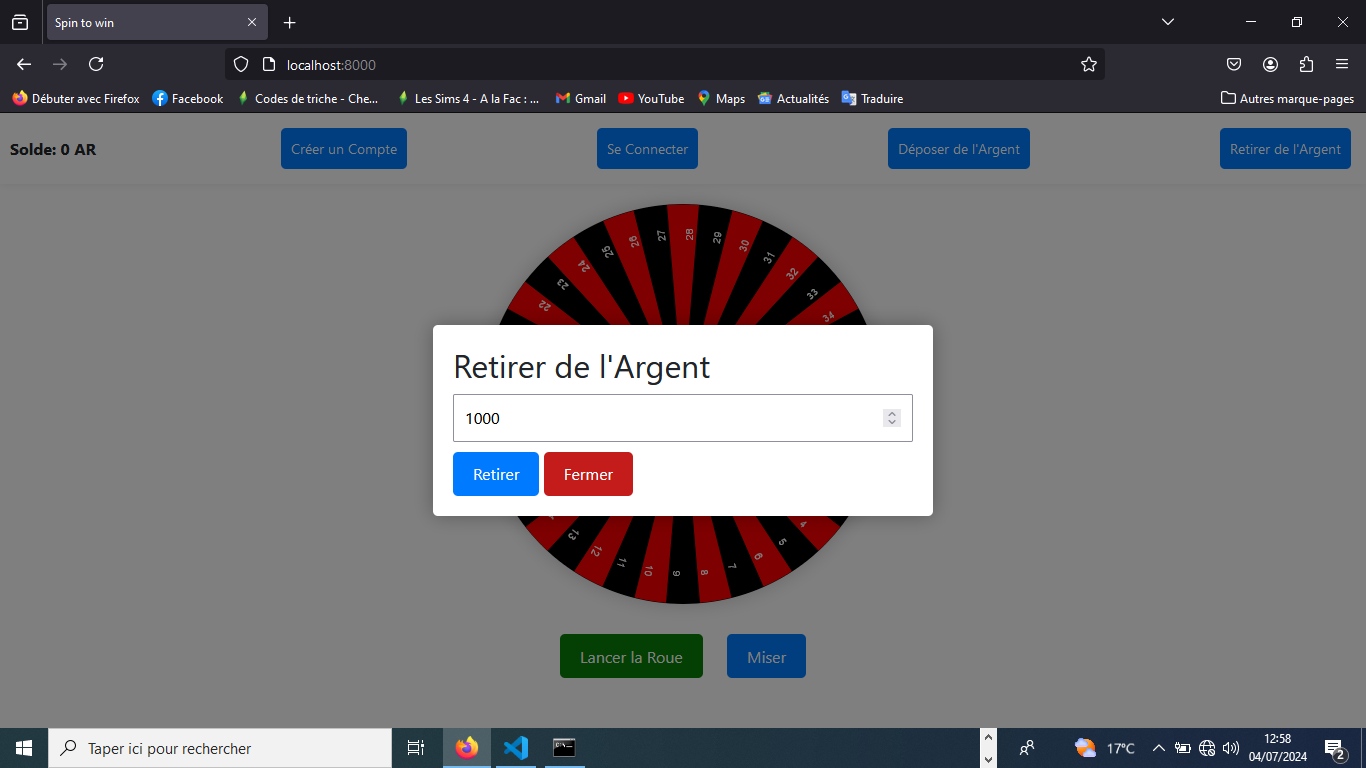 Spin to win
localhost:8000
Débuter avec Firefox
Facebook
Codes de triche - Che...
Les Sims 4 - A la Fac : ...
Gmail
YouTube
Maps
Actualités
Traduire
Autres marque-pages
Solde: 0 AR
Créer un Compte
Se Connecter
Déposer de l'Argent
Retirer de l'Argent
22
23
24
25
26
27
28
29
30
31
32
33
34
Retirer de l'Argent
1000
Retirer
Fermer
13
12
11
10
9
8
7
6
5
4
Lancer la Roue
Miser
Taper ici pour rechercher
17°C
12:58
04/07/2024
2